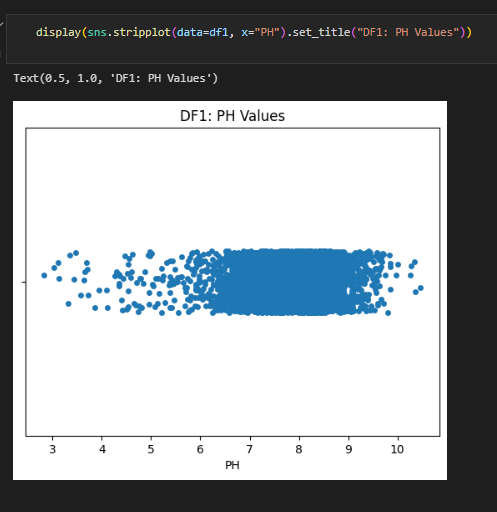 display(sns.stripplot(data=df1, x="PH").set_title("DF1: PH Values"))
Text(0.5, 1.0, 'DF1: PH Values')
DF1: PH Values
3 4 5 6 7 8 9 10
PH